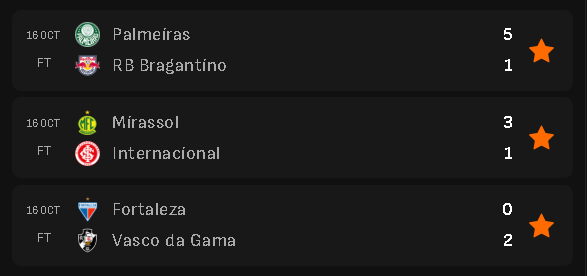 16 OCT
Palmeiras
5
FT
RB Bragantino
1
16 OCT
Mirassol
3
FT
Internacional
1
16 OCT
Fortaleza
0
FT
Vasco da Gama
2